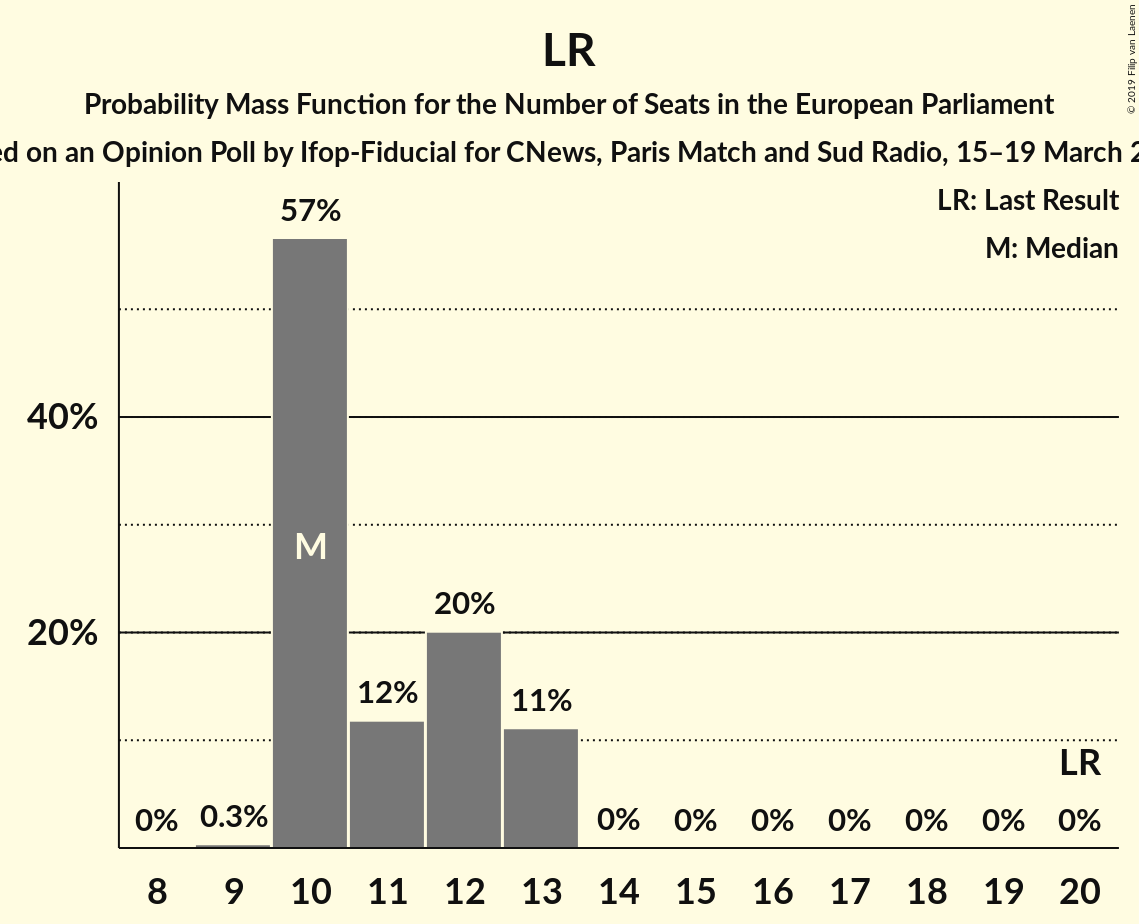 © 2019 Filip van Laenen
LR
Probability Mass Function for the Number of Seats in the European Parliament
on an Opinion Poll by Ifop-Fiducial for CNews, Paris Match and Sud Radio, 15–19 March
LR: Last Result
M: Median
57%
40%
M
20%
20%
12%
11%
LR
0%
0.3%
0%
0%
0%
0%
0%
0%
0%
8 9 10 11 12 13 14 15 16 17 18 19 20